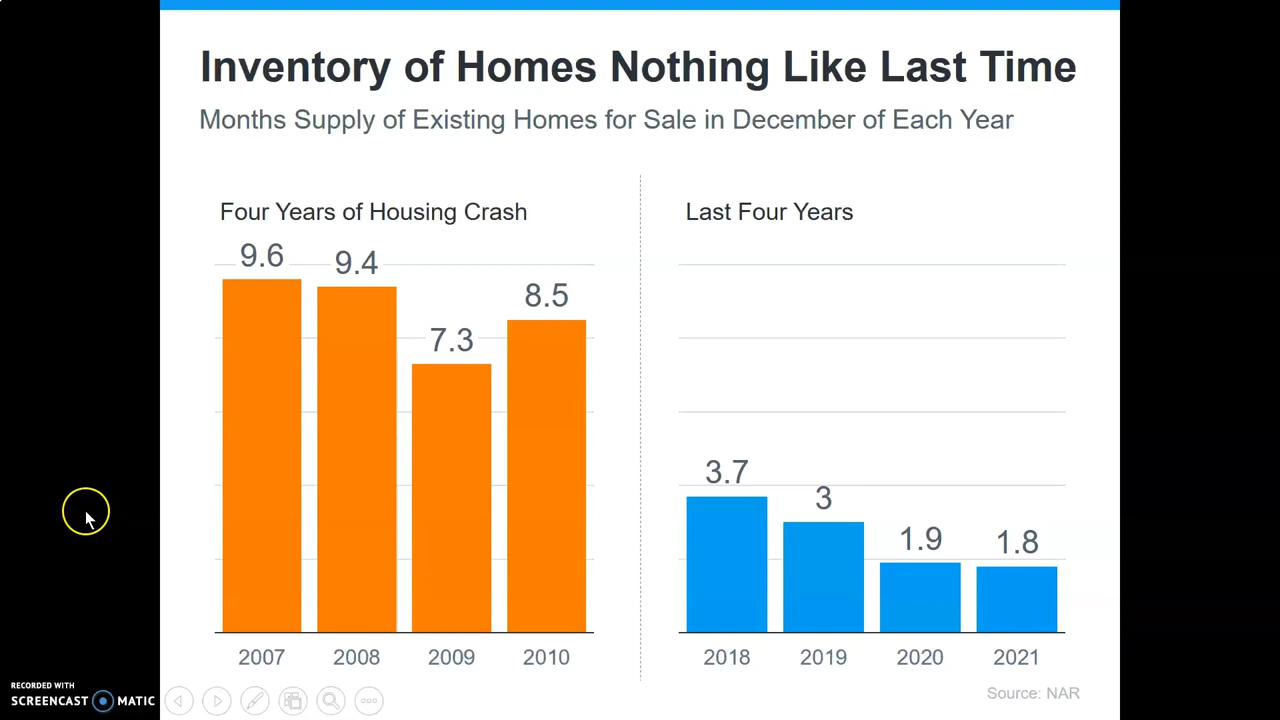 Inventory of Homes Nothing Like Last Time
Months Supply of Existing Homes for Sale in December of Each Year
Four Years of Housing Crash
9.6
9.4
7.3
8.5
2007
2008
2009
2010
Last Four Years
3.7
3
1.9
1.8
2018
2019
2020
2021
Source: NAR
RECORDED WITH
SCREENCAST MATIC